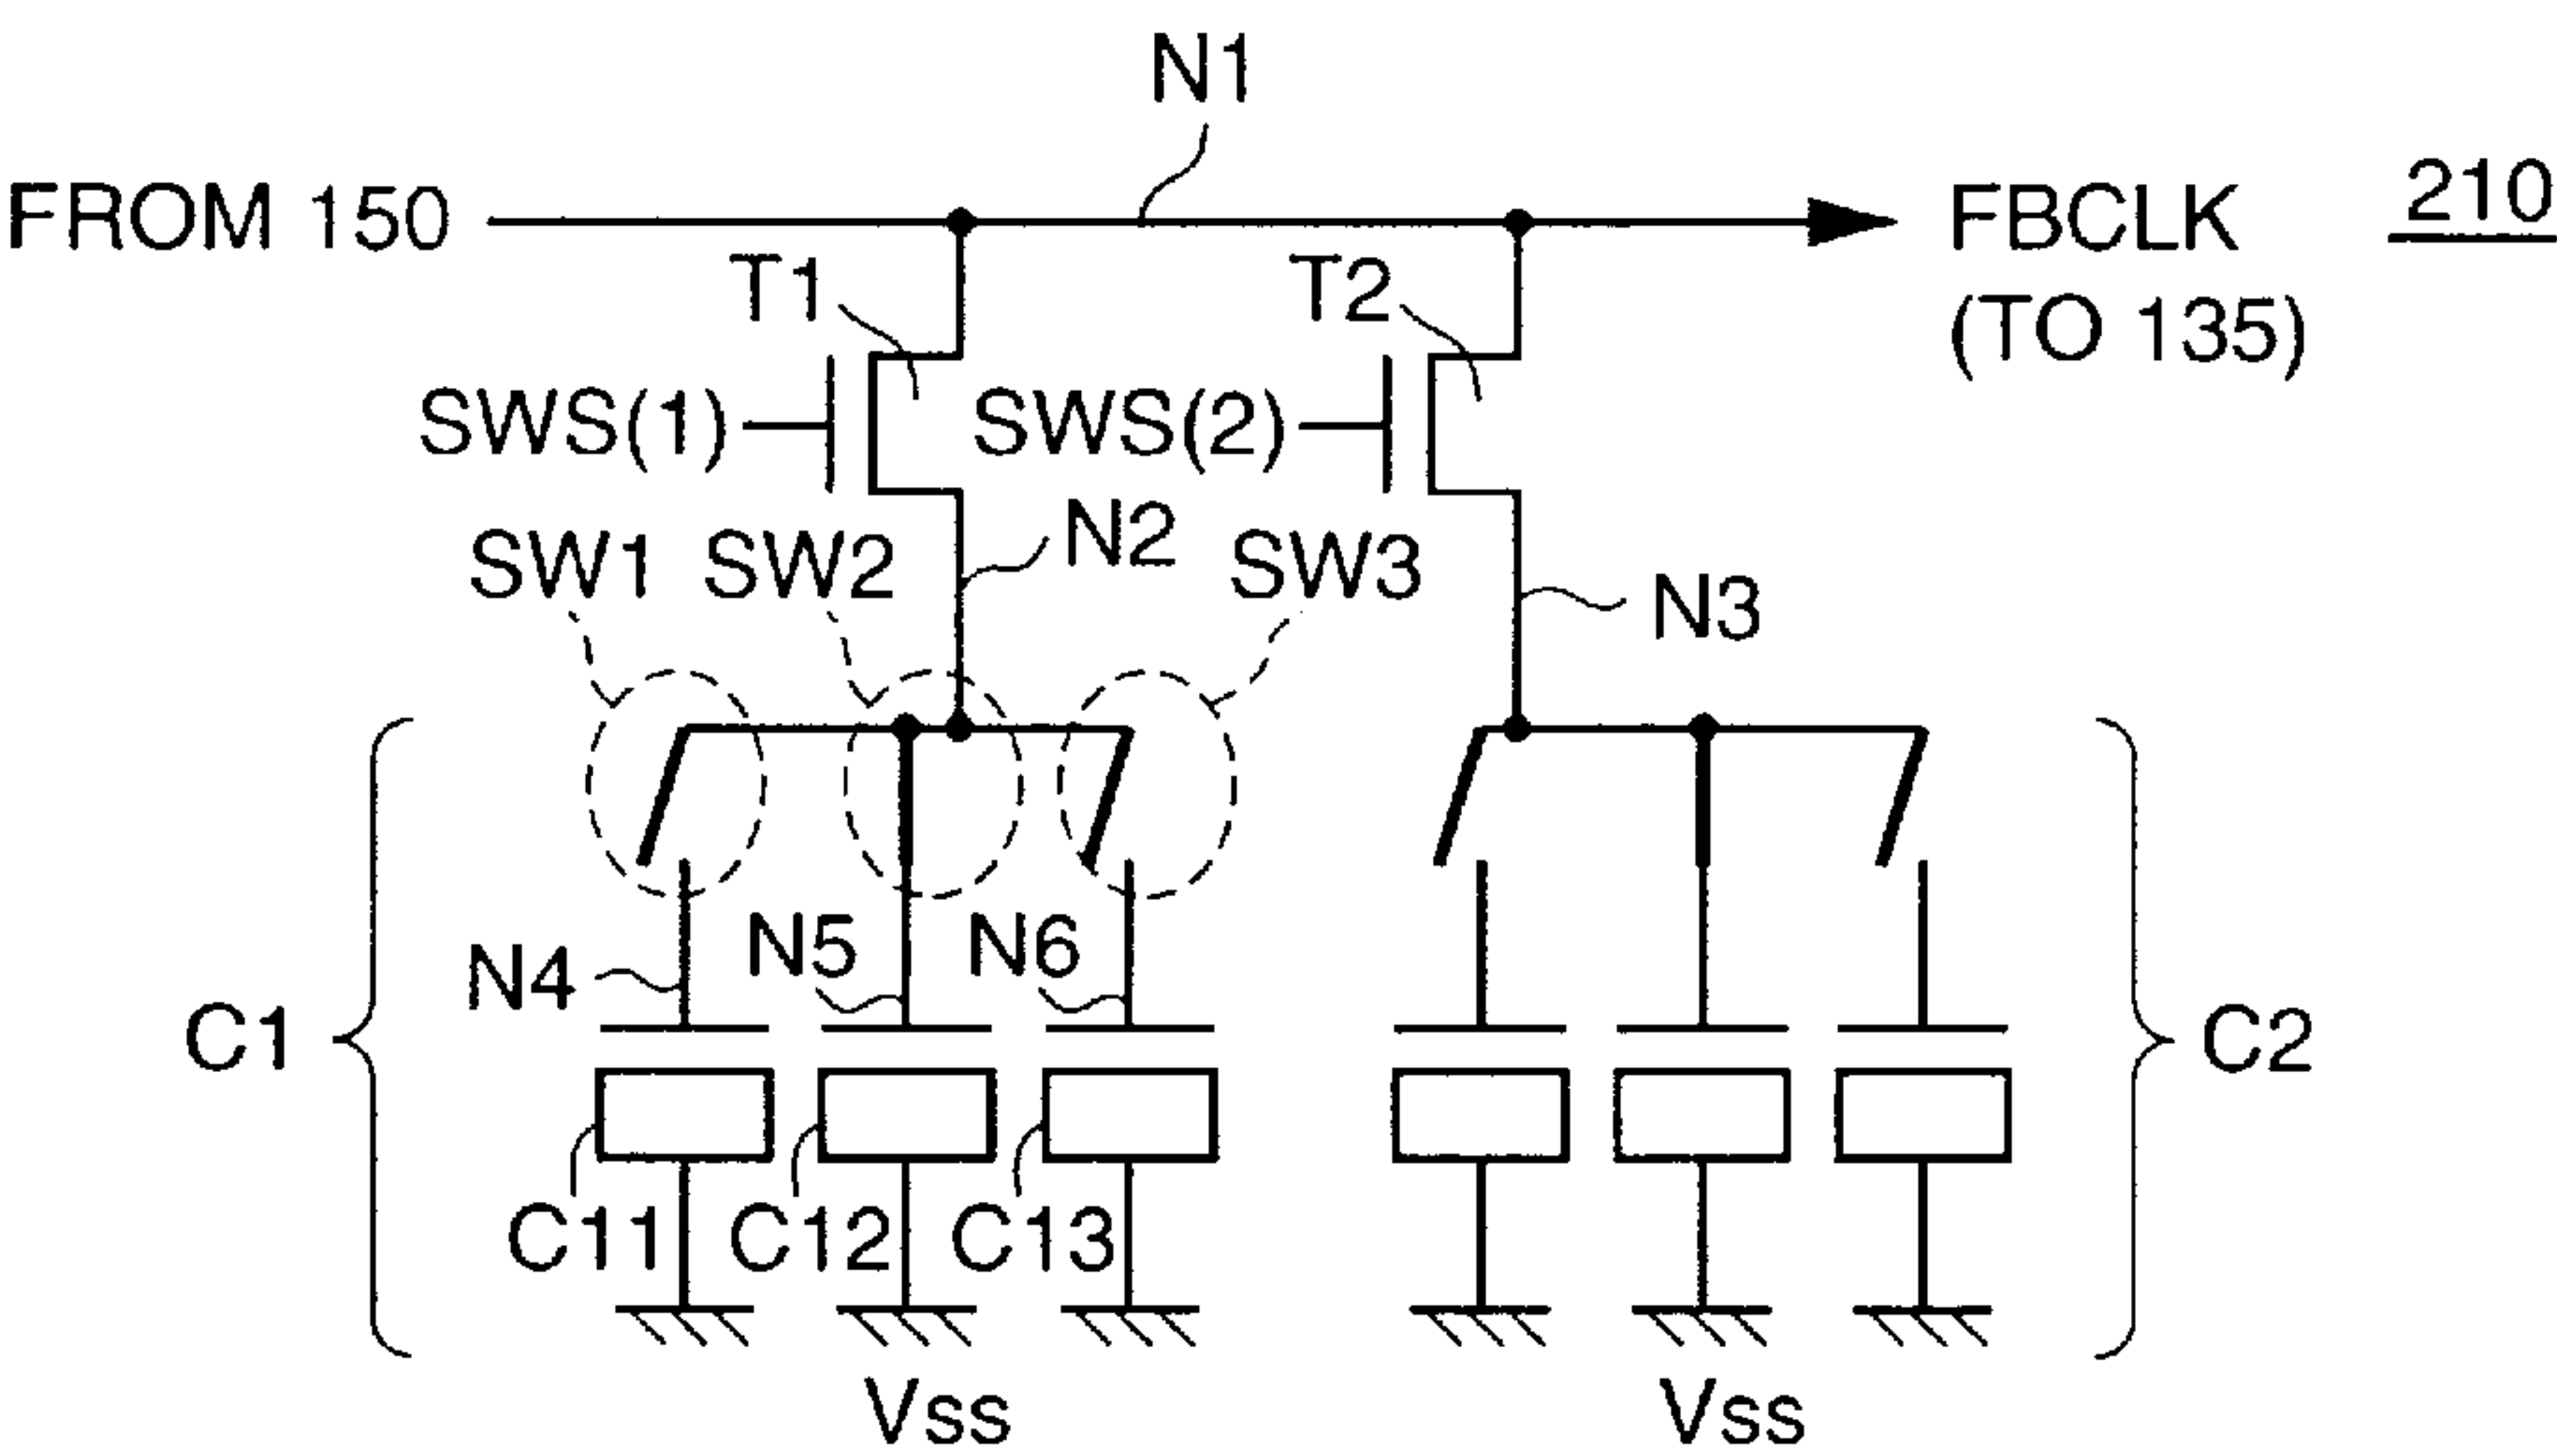 N1
FROM 150
FBCLK
(TO 135)
210
T1
T2
SWS(1)
SWS(2)
SW1
SW2
N2
SW3
N3
N4
N5
N6
C1
C2
C11
C12
C13
Vss
Vss